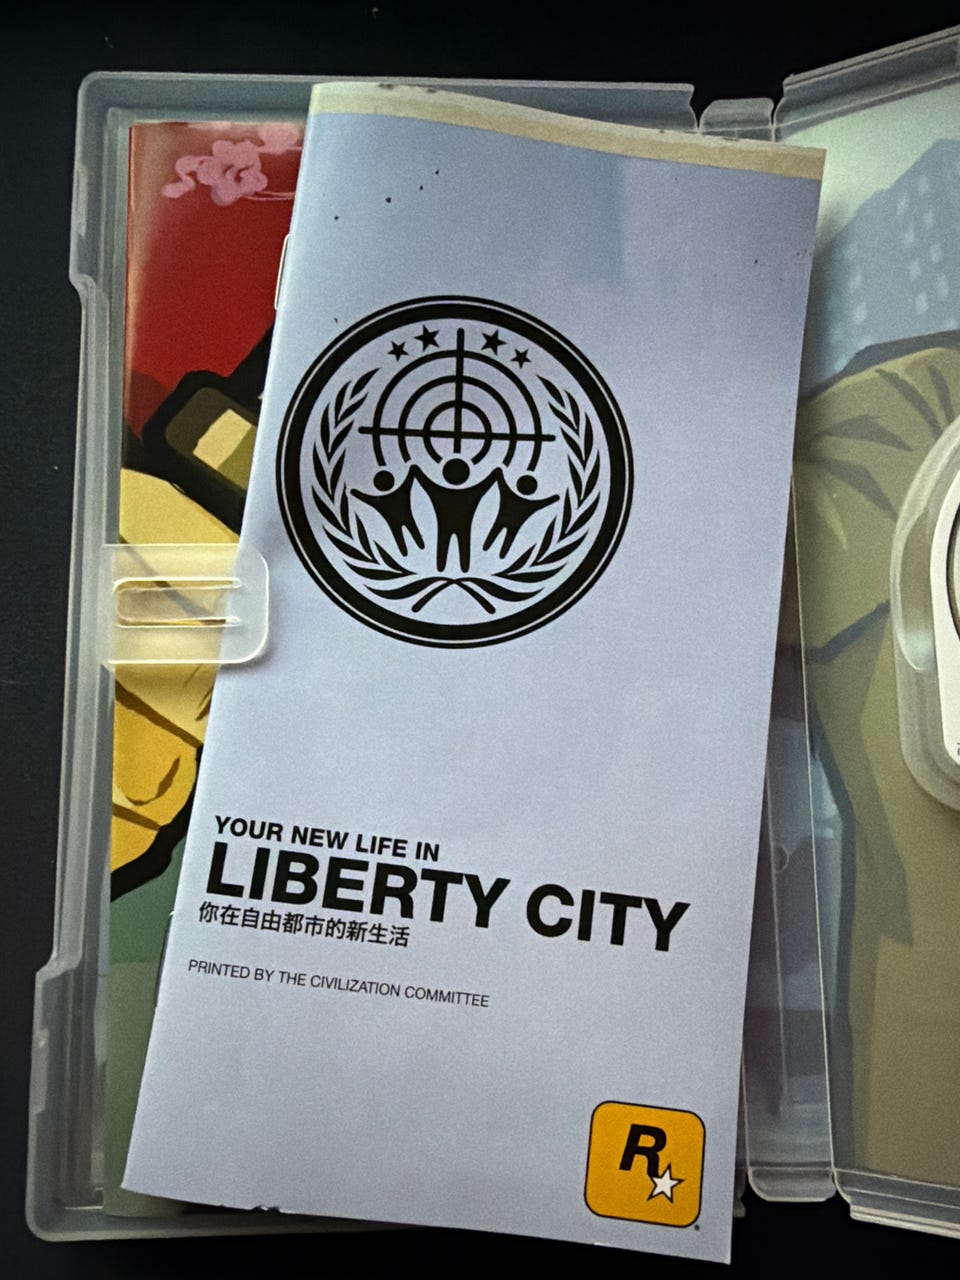 YOUR NEW LIFE IN
LIBERTY CITY
你在自由都市的新生活
PRINTED BY THE CIVILIZATION COMMITTEE
R